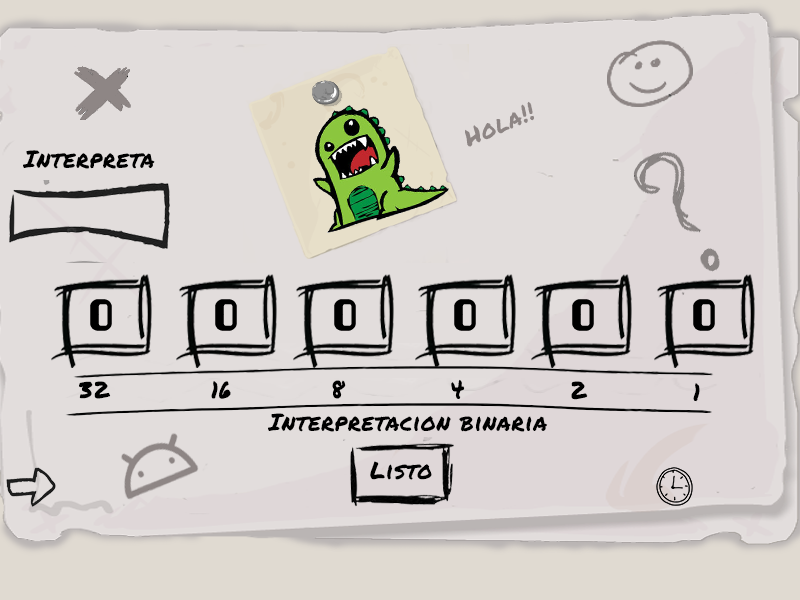 HOLA!!
INTERPRETA
0 0 0 0 0 0
32 16 8 4 2 1
INTERPRETACION BINARIA
LISTO